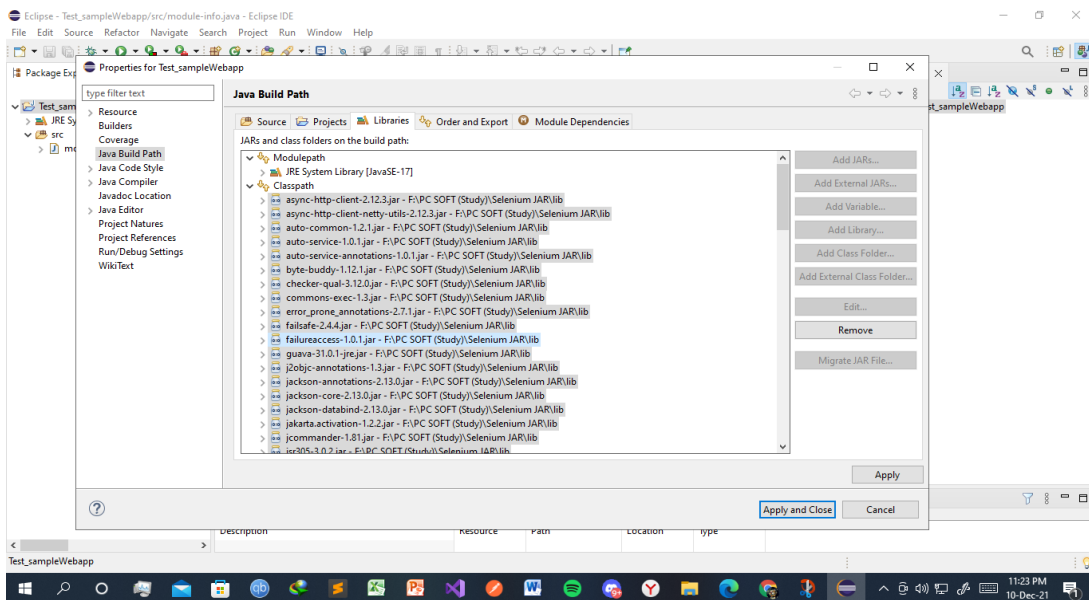 Eclipse - Test_sampleWebapp/src/module-info.java - Eclipse IDE
File Edit Source Refactor Navigate Search Project Run Window Help
Package Exp
Test_sam
JRE Sy
src
mo
Properties for Test_sampleWebapp
type filter text
Resource
Builders
Coverage
Java Build Path
Java Code Style
Java Compiler
Javadoc Location
Java Editor
Project Natures
Project References
Run/Debug Settings
WikiText
Java Build Path
Source Projects Libraries Order and Export Module Dependencies
JARs and class folders on the build path:
Modulepath
JRE System Library [JavaSE-17]
Classpath
async-http-client-2.12.3.jar - F:\PC SOFT (Study)\Selenium JAR\lib
async-http-client-netty-utils-2.12.3.jar - F:\PC SOFT (Study)\Selenium JAR\lib
auto-common-1.2.1.jar - F:\PC SOFT (Study)\Selenium JAR\lib
auto-service-1.0.1.jar - F:\PC SOFT (Study)\Selenium JAR\lib
auto-service-annotations-1.0.1.jar - F:\PC SOFT (Study)\Selenium JAR\lib
byte-buddy-1.12.1.jar - F:\PC SOFT (Study)\Selenium JAR\lib
checker-qual-3.12.0.jar - F:\PC SOFT (Study)\Selenium JAR\lib
commons-exec-1.3.jar - F:\PC SOFT (Study)\Selenium JAR\lib
error_prone_annotations-2.7.1.jar - F:\PC SOFT (Study)\Selenium JAR\lib
failsafe-2.4.4.jar - F:\PC SOFT (Study)\Selenium JAR\lib
failureaccess-1.0.1.jar - F:\PC SOFT (Study)\Selenium JAR\lib
guava-31.0.1-jre.jar - F:\PC SOFT (Study)\Selenium JAR\lib
j2objc-annotations-1.3.jar - F:\PC SOFT (Study)\Selenium JAR\lib
jackson-annotations-2.13.0.jar - F:\PC SOFT (Study)\Selenium JAR\lib
jackson-core-2.13.0.jar - F:\PC SOFT (Study)\Selenium JAR\lib
jackson-databind-2.13.0.jar - F:\PC SOFT (Study)\Selenium JAR\lib
jakarta.activation-1.2.2.jar - F:\PC SOFT (Study)\Selenium JAR\lib
jcommander-1.81.jar - F:\PC SOFT (Study)\Selenium JAR\lib
jsr305-3.0.2.jar - F:\PC SOFT (Study)\Selenium JAR\lib
Add JARs...
Add External JARs...
Add Variable...
Add Library...
Add Class Folder...
Add External Class Folder...
Edit...
Remove
Migrate JAR File...
Apply
Apply and Close Cancel
st_sampleWebapp
Description Resource Path Location Type
Test_sampleWebapp
11:23 PM
10-Dec-21